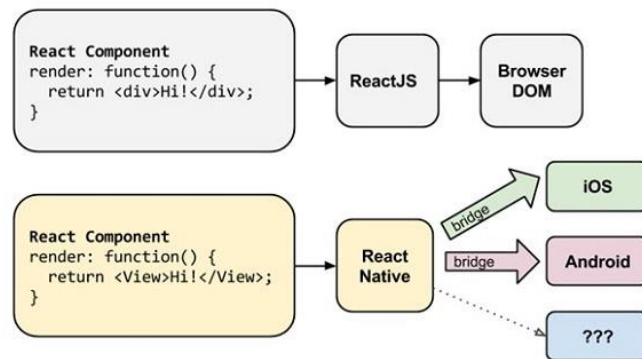 React Component
render: function() {
  return <div>Hi!</div>;
}
ReactJS
Browser
DOM
React Component
render: function() {
  return <View>Hi!</View>;
}
React
Native
bridge
iOS
bridge
Android
???